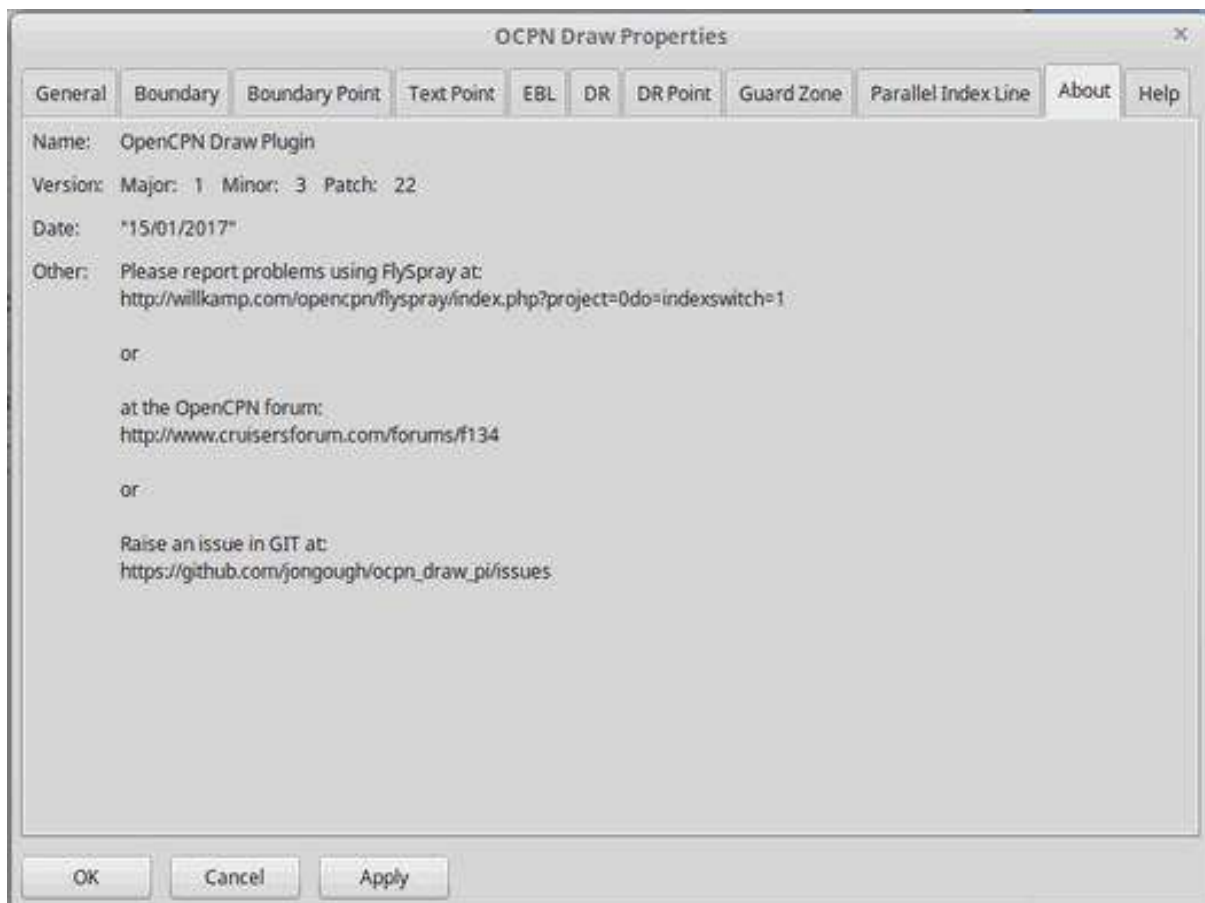 OCPN Draw Properties
General Boundary Boundary Point Text Point EBL DR DR Point Guard Zone Parallel Index Line About Help
Name: OpenCPN Draw Plugin
Version: Major: 1 Minor: 3 Patch: 22
Date: "15/01/2017"
Other: Please report problems using FlySpray at:
http://willkamp.com/opencpn/flyspray/index.php?project=0do=indexswitch=1
or
at the OpenCPN forum:
http://www.cruisersforum.com/forums/f134
or
Raise an issue in GIT at:
https://github.com/jongough/ocpn_draw_pi/issues
OK Cancel Apply